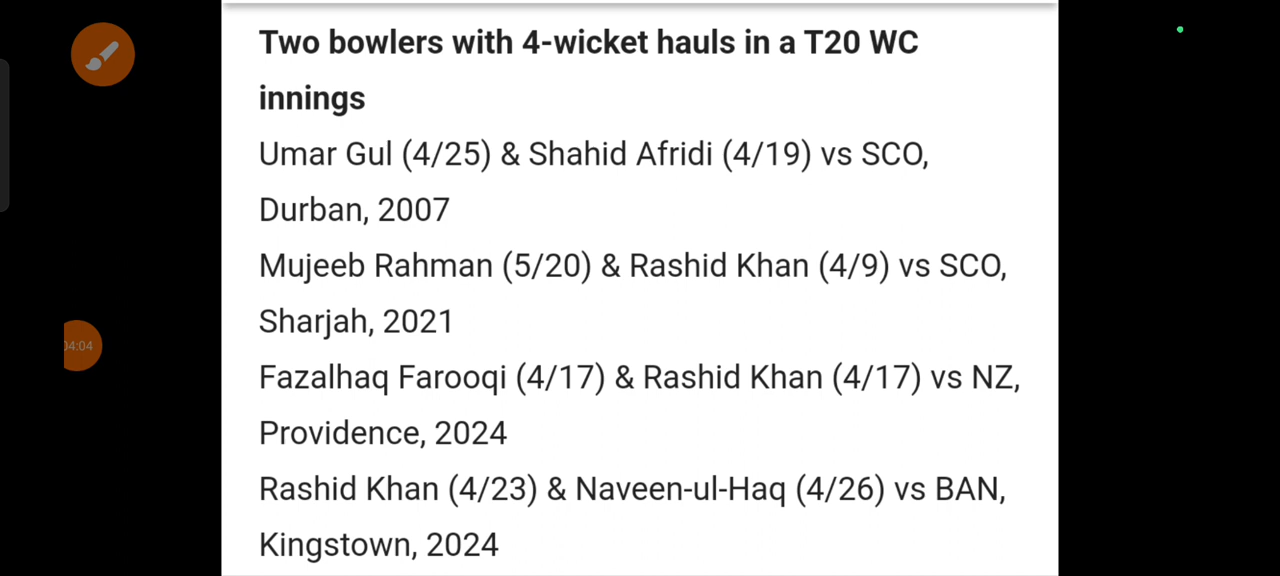 Two bowlers with 4-wicket hauls in a T20 WC
innings
Umar Gul (4/25) & Shahid Afridi (4/19) vs SCO,
Durban, 2007
Mujeeb Rahman (5/20) & Rashid Khan (4/9) vs SCO,
Sharjah, 2021
04:04
Fazalhaq Farooqi (4/17) & Rashid Khan (4/17) vs NZ,
Providence, 2024
Rashid Khan (4/23) & Naveen-ul-Haq (4/26) vs BAN,
Kingstown, 2024